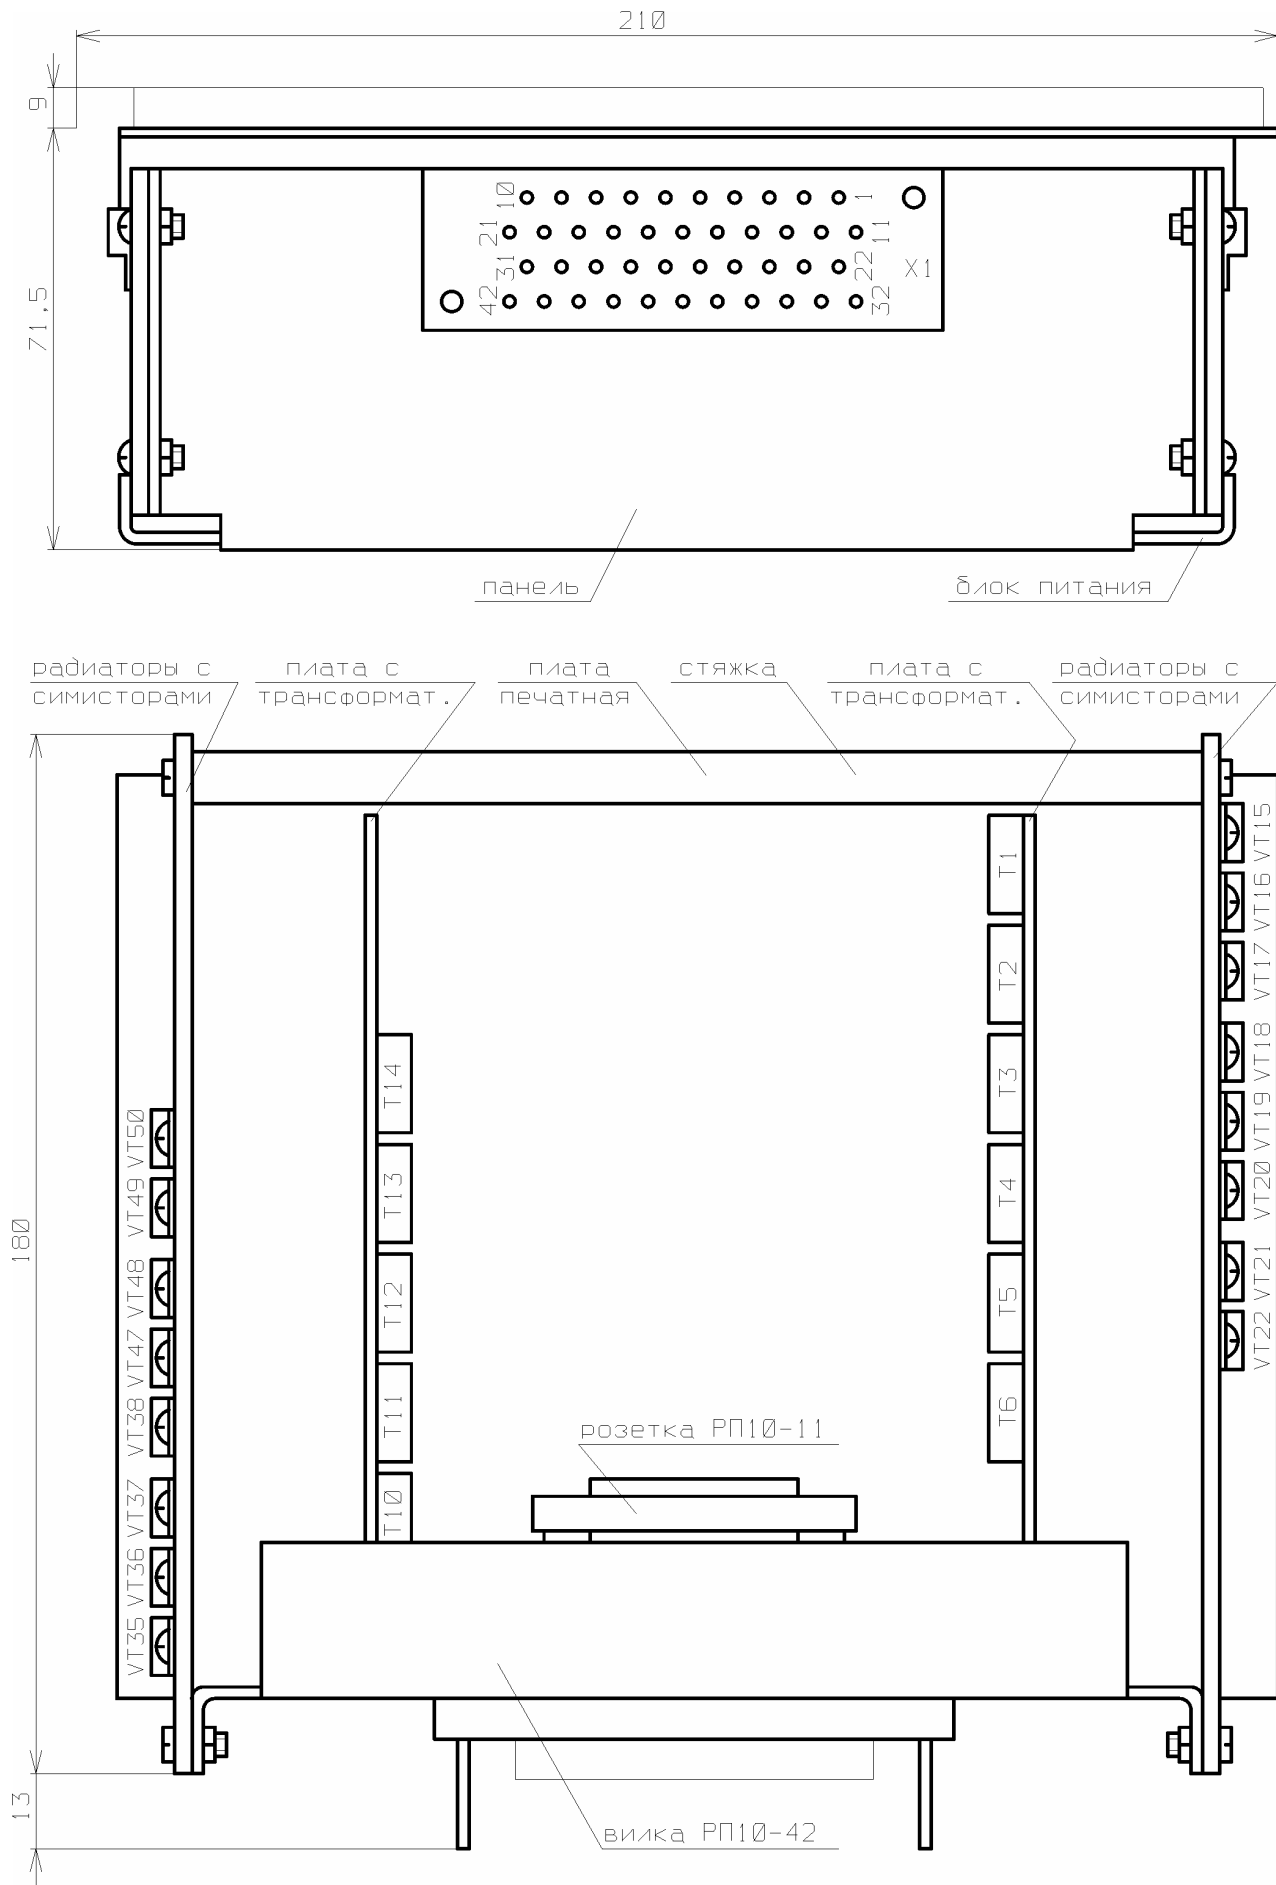 210
9
71,5
10
1
21
11
31
22
X1
42
32
панель
блок питания
радиаторы с
симисторами
плата с
трансформат.
плата
печатная
стяжка
плата с
трансформат.
радиаторы с
симисторами
180
13
VT15
VT16
VT17
VT18
VT19
VT20
VT21
VT22
T1
T2
T3
T4
T5
T6
T14
T13
T12
T11
T10
VT50
VT49
VT48
VT47
VT38
VT37
VT36
VT35
розетка РП10-11
вилка РП10-42